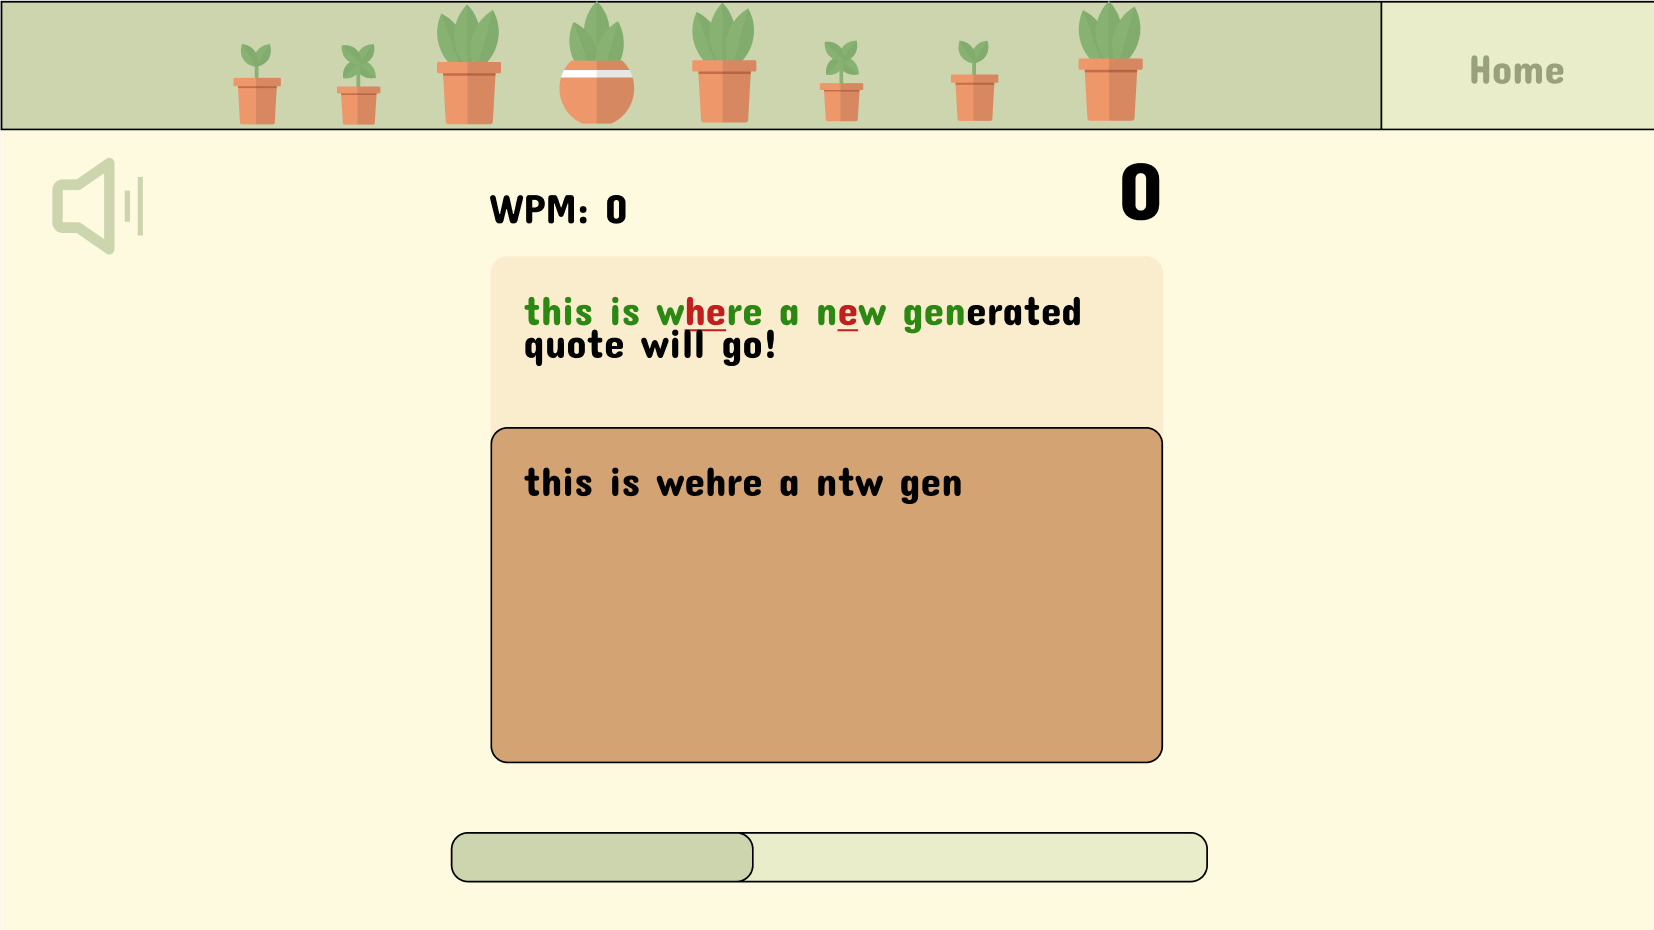 Home
WPM: 0
0
this is where a new generated
quote will go!
this is wehre a ntw gen